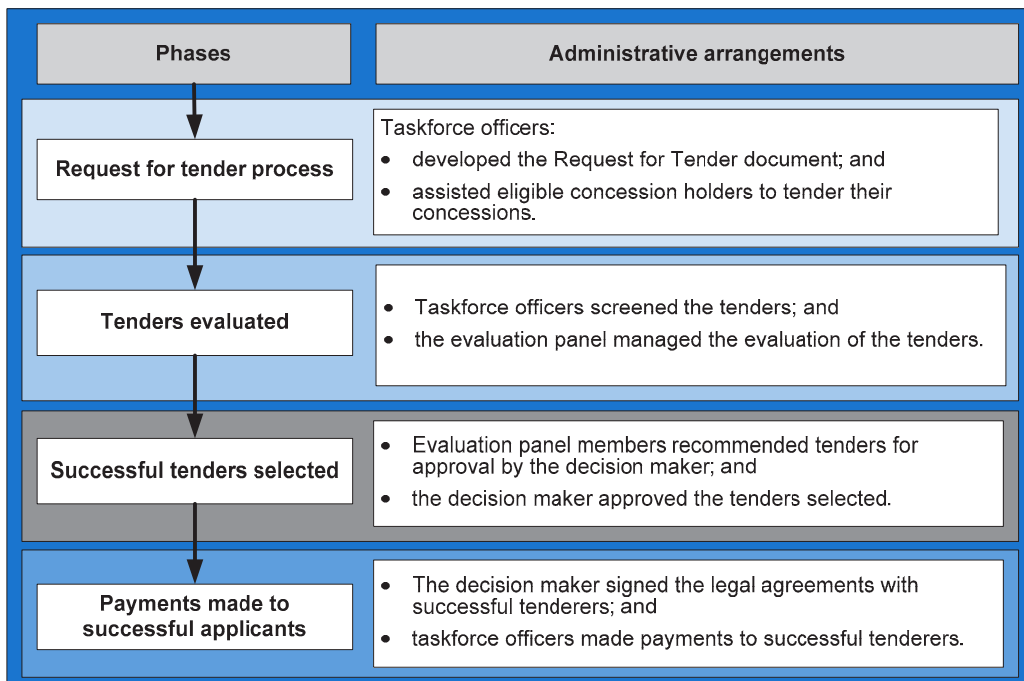 Phases
Administrative arrangements
Request for tender process
Taskforce officers:
• developed the Request for Tender document; and
• assisted eligible concession holders to tender their
concessions.
Tenders evaluated
• Taskforce officers screened the tenders; and
• the evaluation panel managed the evaluation of the tenders.
Successful tenders selected
• Evaluation panel members recommended tenders for
approval by the decision maker; and
• the decision maker approved the tenders selected.
Payments made to
successful applicants
• The decision maker signed the legal agreements with
successful tenderers; and
• taskforce officers made payments to successful tenderers.